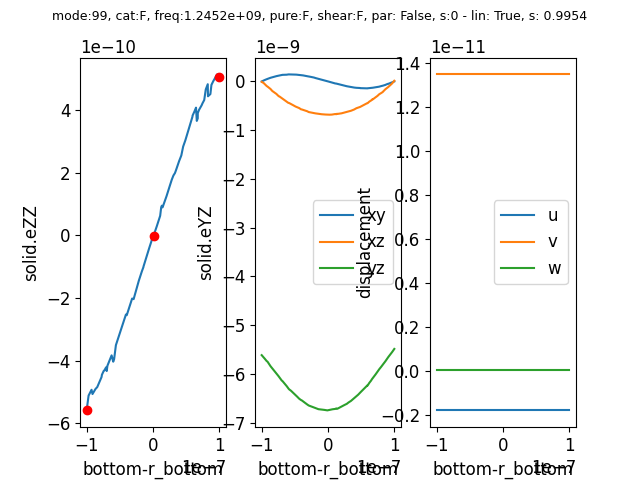 mode:99, cat:F, freq:1.2452e+09, pure:F, shear:F, par: False, s:0 - lin: True, s: 0.9954
1e−10
solid.eZZ
4
2
0
−2
−4
−6
−1
0
1
1e−7
bottom-r_bottom
1e−9
solid.eYZ
0
−1
−2
−3
−4
−5
−6
−7
xy
xz
yz
−1
0
1
1e−7
bottom-r_bottom
1e−11
displacement
1.4
1.2
1.0
0.8
0.6
0.4
0.2
0.0
−0.2
u
v
w
−1
0
1
1e−7
bottom-r_bottom